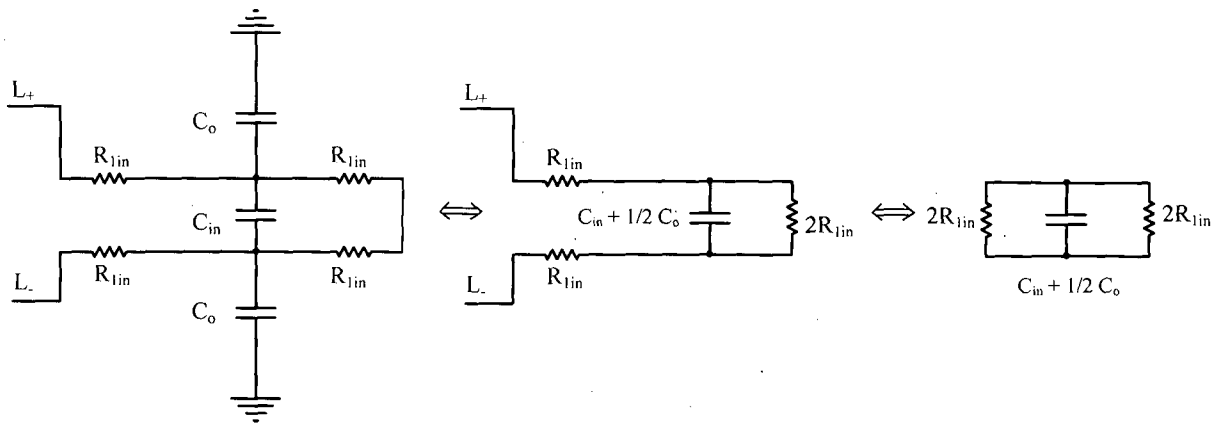 L₊
Cₒ
R₁ᵢₙ
R₁ᵢₙ
Cᵢₙ
R₁ᵢₙ
R₁ᵢₙ
L₋
Cₒ
⇔
L₊
R₁ᵢₙ
Cᵢₙ + 1/2 Cₒ
2R₁ᵢₙ
R₁ᵢₙ
L₋
⇔
2R₁ᵢₙ
2R₁ᵢₙ
Cᵢₙ + 1/2 Cₒ